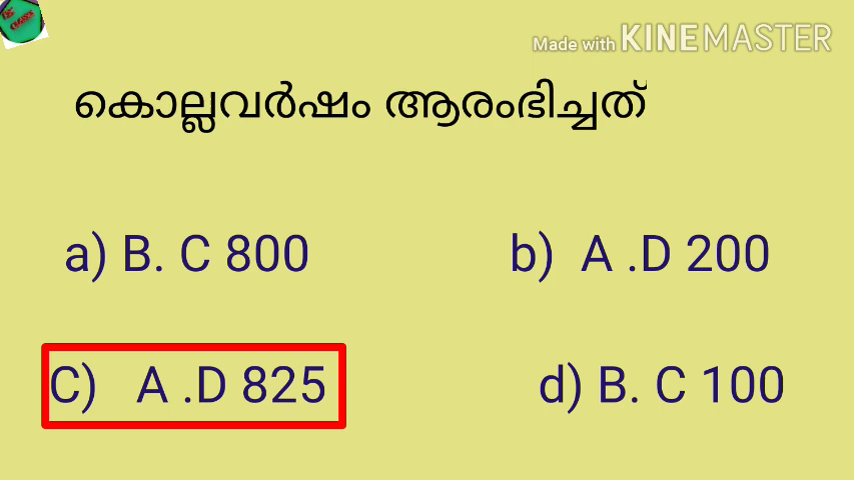 Made with KINEMASTER
കൊല്ലവർഷം ആരംഭിച്ചത്
a) B. C 800
b) A .D 200
C) A .D 825
d) B. C 100